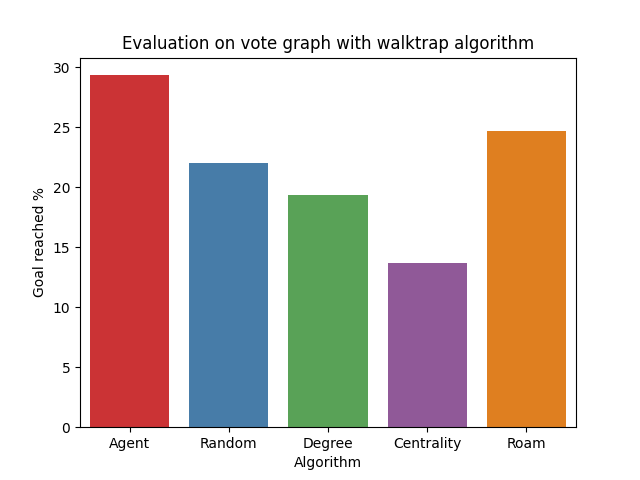 Evaluation on vote graph with walktrap algorithm
30
25
20
15
10
5
0
Goal reached %
Agent Random Degree Centrality Roam
Algorithm